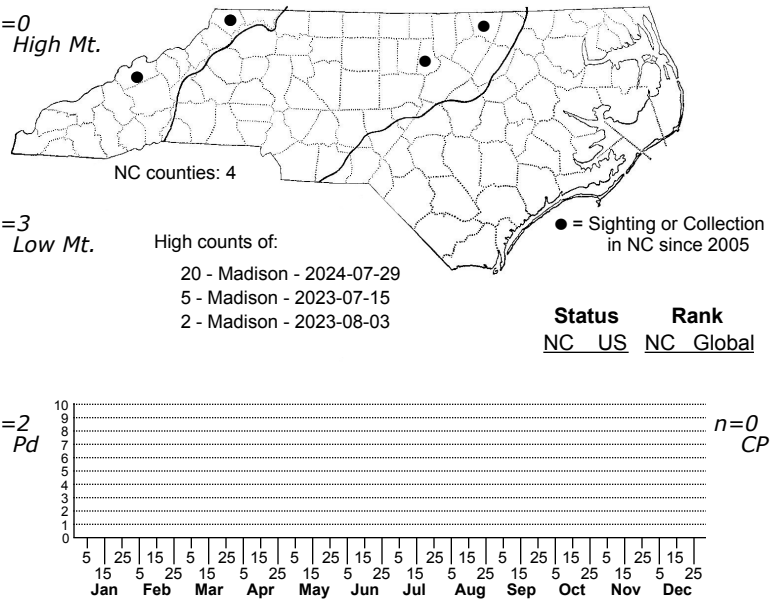 =0
High Mt.
NC counties: 4
=3
Low Mt.
High counts of:
20 - Madison - 2024-07-29
5 - Madison - 2023-07-15
2 - Madison - 2023-08-03
● = Sighting or Collection
in NC since 2005
Status Rank
NC US NC Global
=2
Pd
n=0
CP
10
9
8
7
6
5
4
3
2
1
0
5 25 15 5 25 15 5 25 15 5 25 15 5 25 15 5 25 15
15 5 25 15 5 25 15 5 25 15 5 25 15 5 25 15 5 25
Jan Feb Mar Apr May Jun Jul Aug Sep Oct Nov Dec